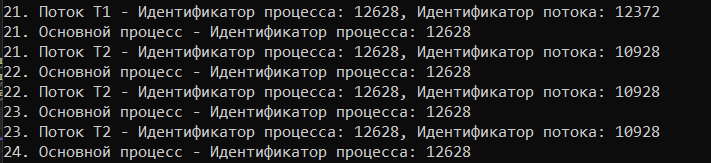 21. Поток T1 - Идентификатор процесса: 12628, Идентификатор потока: 12372
21. Основной процесс - Идентификатор процесса: 12628
21. Поток T2 - Идентификатор процесса: 12628, Идентификатор потока: 10928
22. Основной процесс - Идентификатор процесса: 12628
22. Поток T2 - Идентификатор процесса: 12628, Идентификатор потока: 10928
23. Основной процесс - Идентификатор процесса: 12628
23. Поток T2 - Идентификатор процесса: 12628, Идентификатор потока: 10928
24. Основной процесс - Идентификатор процесса: 12628